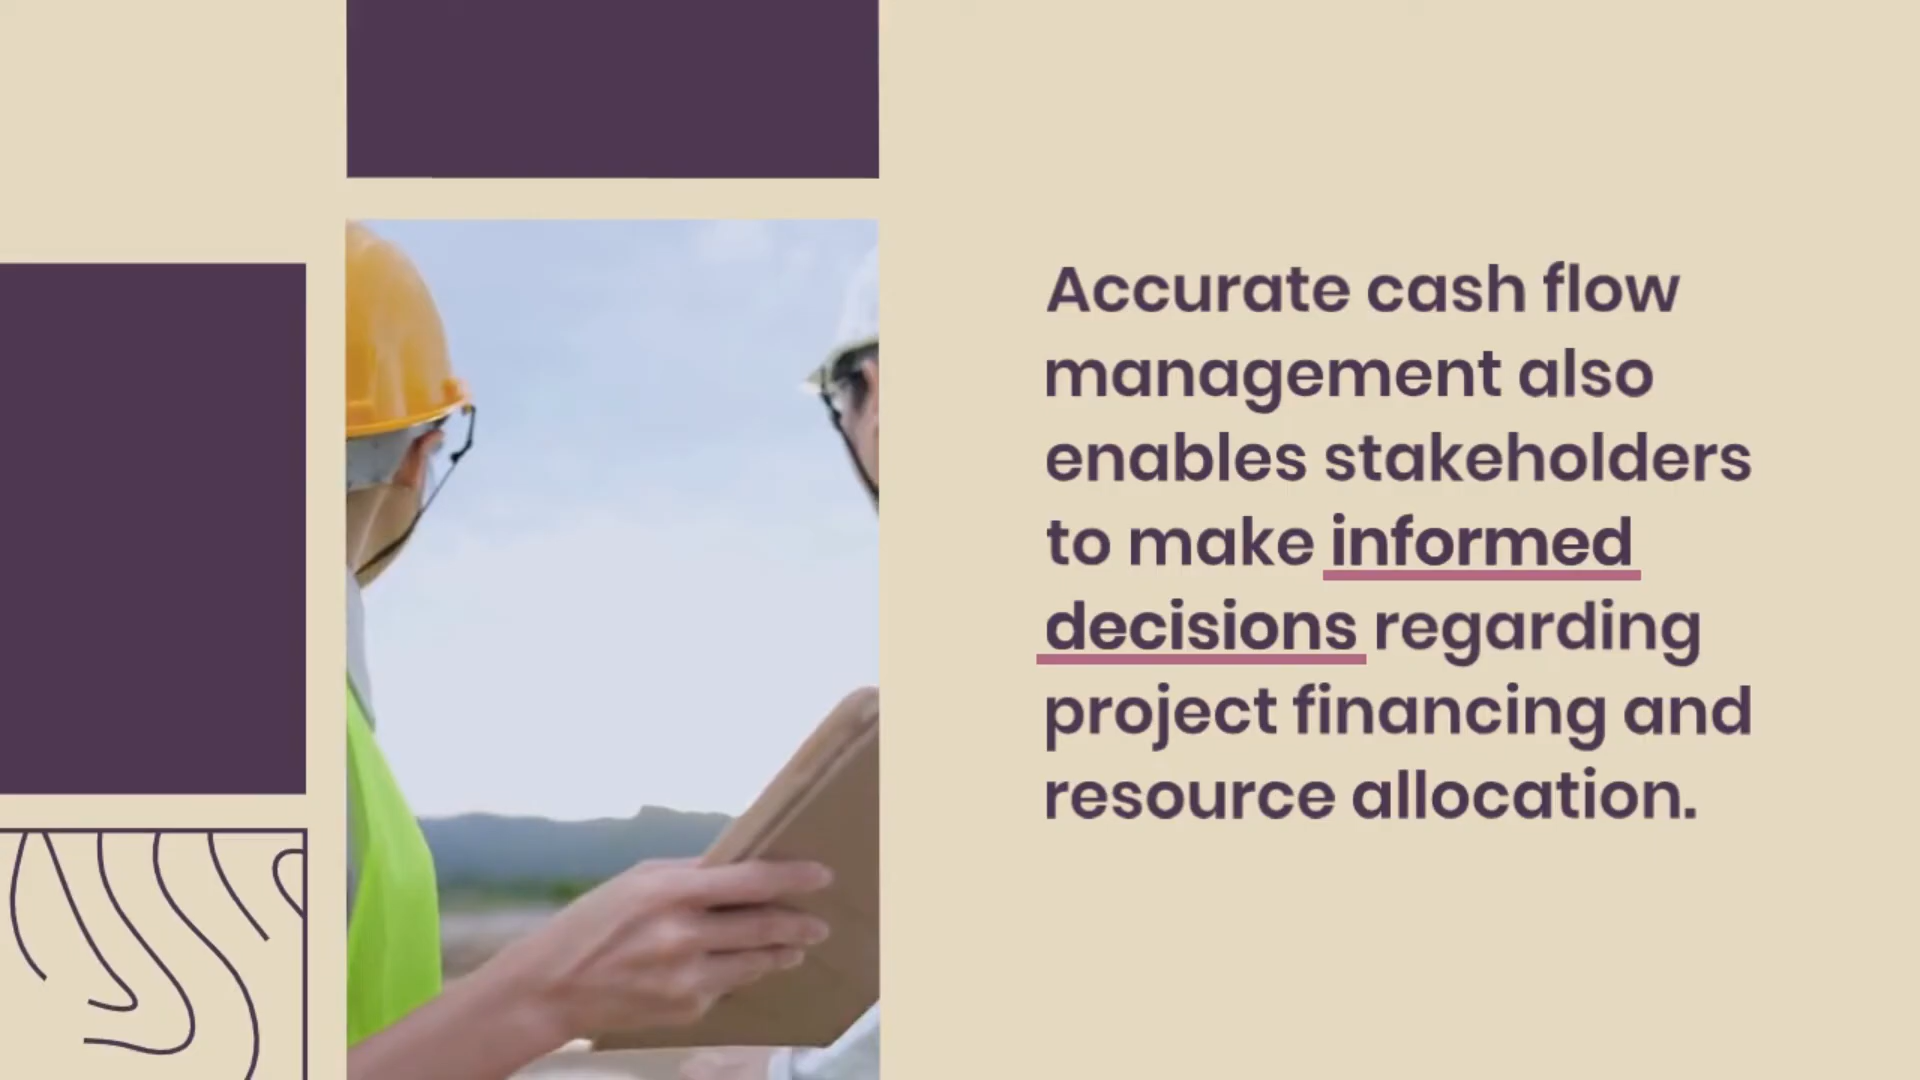 Accurate cash flow
management also
enables stakeholders
to make informed
decisions regarding
project financing and
resource allocation.